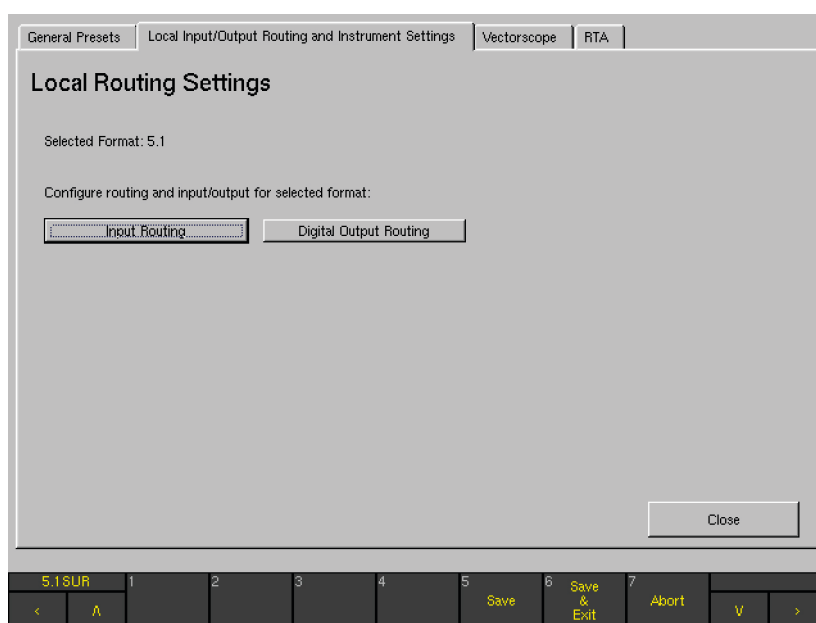 General Presets Local Input/Output Routing and Instrument Settings Vectorscope RTA
Local Routing Settings
Selected Format: 5.1
Configure routing and input/output for selected format:
Input Routing Digital Output Routing
Close
5.1SUR 1 2 3 4 5 Save 6 Save & Exit 7 Abort
< Λ V >